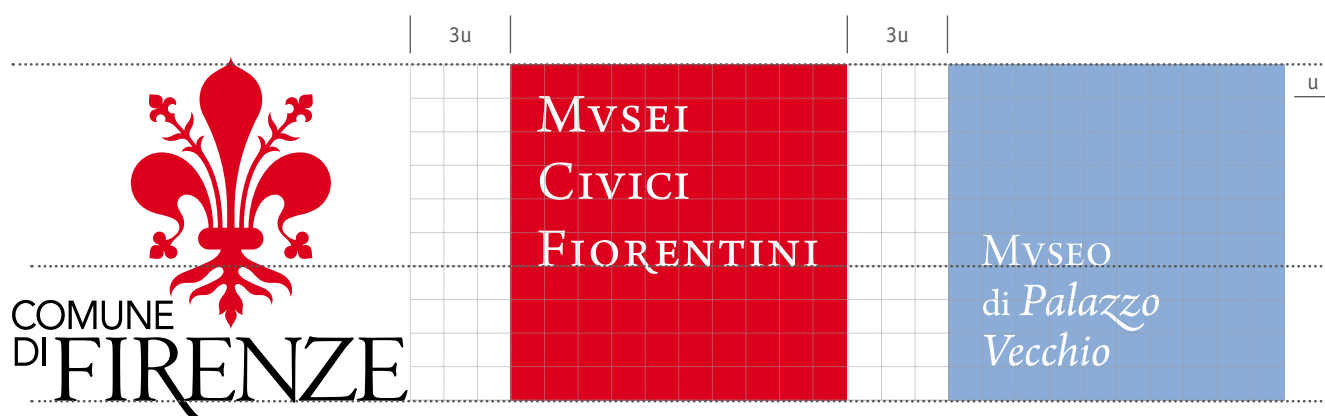 3u
3u
u
COMUNE
DI FIRENZE
MVSEI
CIVICI
FIORENTINI
MVSEO
di Palazzo
Vecchio